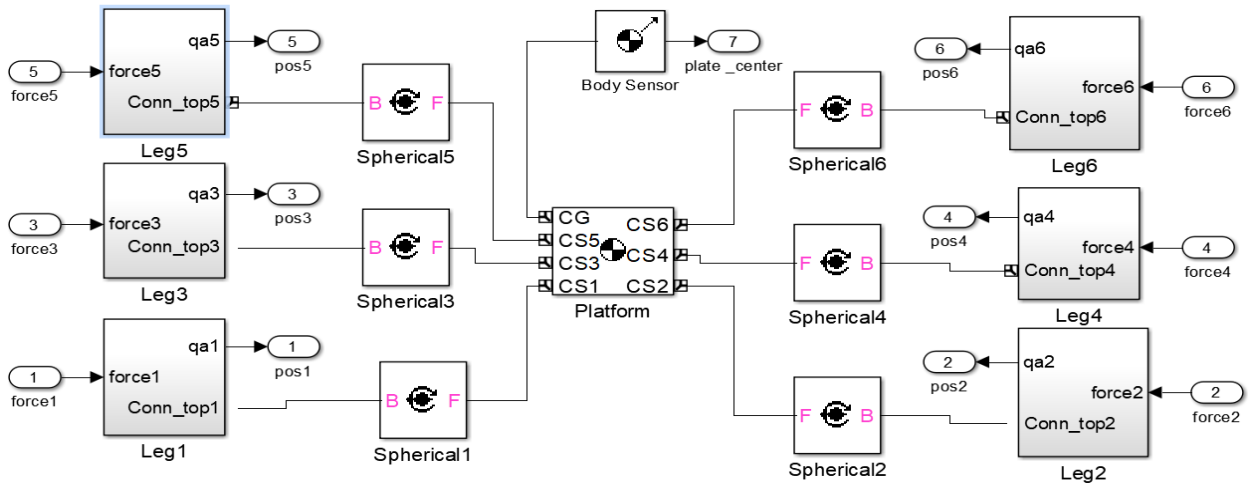 qa5
5
pos5
5
force5
force5
Conn_top5
Leg5
B F
Spherical5
Body Sensor
7
plate _center
F B
Spherical6
6
pos6
qa6
force6
6
force6
Conn_top6
Leg6
qa3
3
pos3
3
force3
force3
Conn_top3
Leg3
B F
Spherical3
CG
CS5
CS3
CS1
CS6
CS4
CS2
Platform
F B
Spherical4
4
pos4
qa4
force4
4
force4
Conn_top4
Leg4
qa1
1
pos1
1
force1
force1
Conn_top1
Leg1
B F
Spherical1
F B
Spherical2
2
pos2
qa2
force2
2
force2
Conn_top2
Leg2